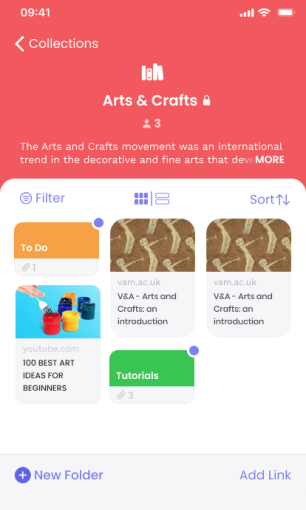 09:41
Collections
Arts & Crafts
3
The Arts and Crafts movement was an international
trend in the decorative and fine arts that deve MORE
Filter
Sort
To Do
1
youtube.com
100 BEST ART
IDEAS FOR
BEGINNERS
vam.ac.uk
V&A - Arts and
Crafts: an
introduction
Tutorials
3
vam.ac.uk
V&A - Arts and
Crafts: an
introduction
New Folder
Add Link